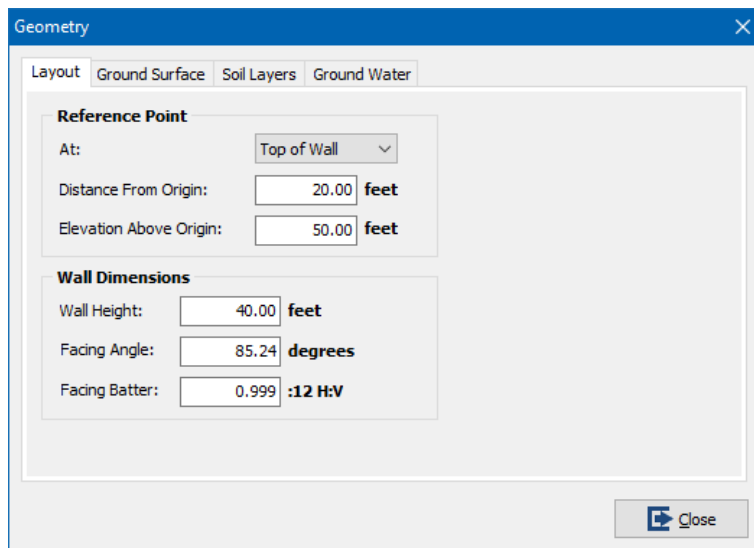 Geometry
Layout Ground Surface Soil Layers Ground Water
Reference Point
At: Top of Wall
Distance From Origin: 20.00 feet
Elevation Above Origin: 50.00 feet
Wall Dimensions
Wall Height: 40.00 feet
Facing Angle: 85.24 degrees
Facing Batter: 0.999 :12 H:V
Close